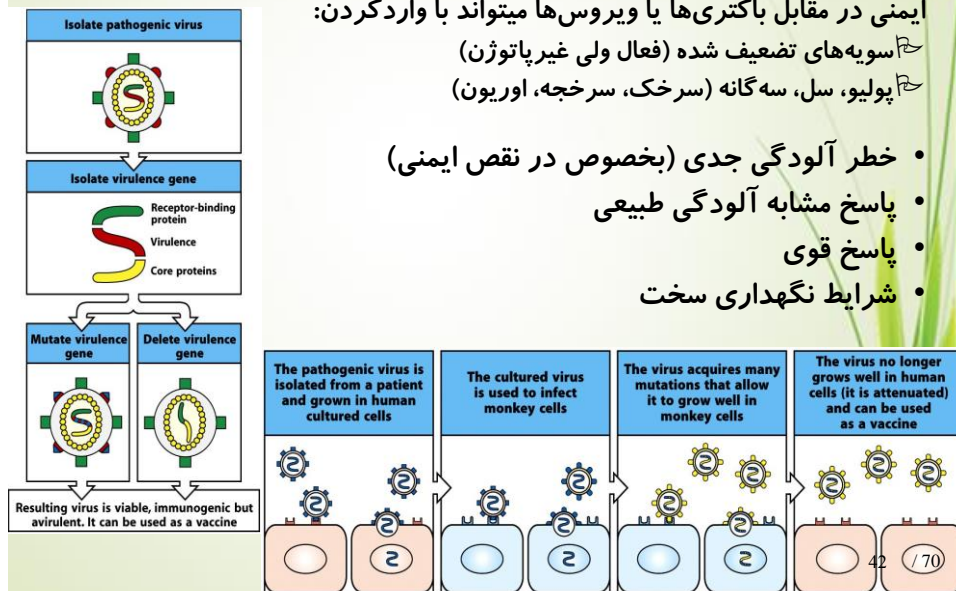 ایمنی در مقابل باکتری‌ها یا ویروس‌ها میتواند با وارد‌کردن:
سویه‌های تضعیف شده (فعال ولی غیرپاتوژن)
پولیو، سل، سه‌گانه (سرخک، سرخجه، اوریون)
• خطر آلودگی جدی (بخصوص در نقص ایمنی)
• پاسخ مشابه آلودگی طبیعی
• پاسخ قوی
• شرایط نگهداری سخت
Isolate pathogenic virus
Isolate virulence gene
Receptor-binding
protein
Virulence
Core proteins
Mutate virulence
gene
Delete virulence
gene
Resulting virus is viable, immunogenic but
avirulent. It can be used as a vaccine
The pathogenic virus is
isolated from a patient
and grown in human
cultured cells
The cultured virus
is used to infect
monkey cells
The virus acquires many
mutations that allow
it to grow well in
monkey cells
The virus no longer
grows well in human
cells (it is attenuated)
and can be used
as a vaccine
42 / 70